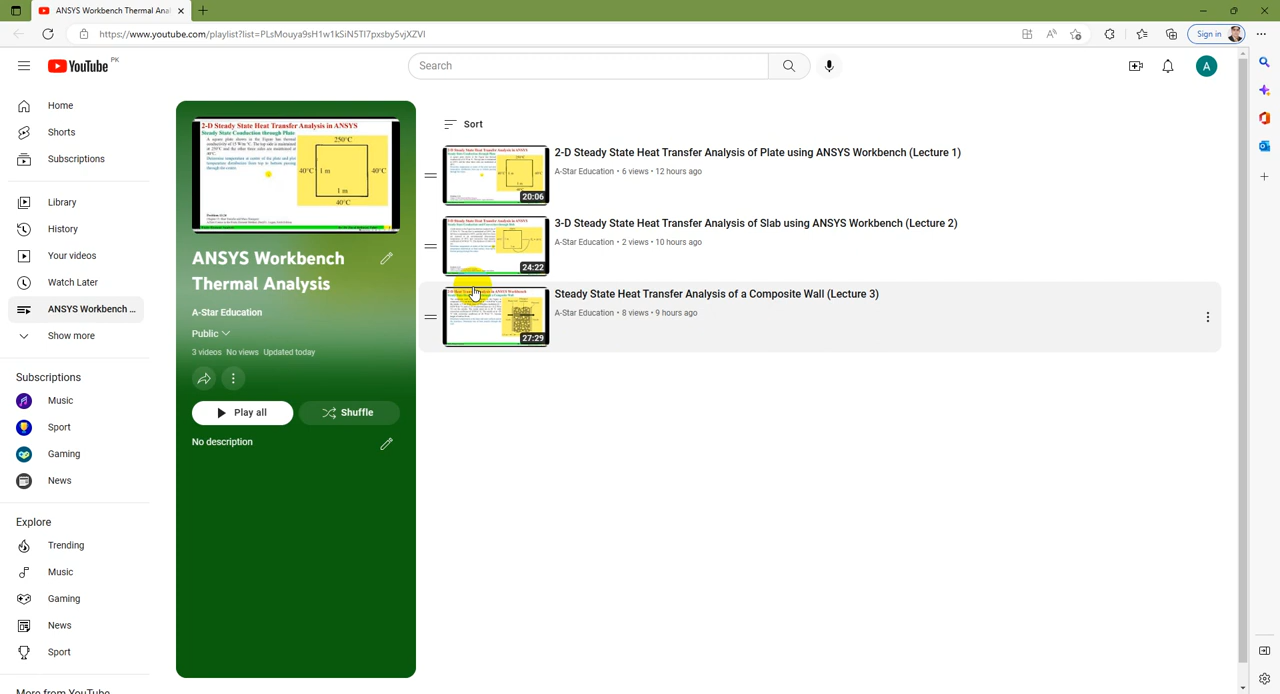 ANSYS Workbench Thermal Anal
https://www.youtube.com/playlist?list=PLsMouya9sH1w1kSiN5TI7pxsby5vjXZVI
Sign in
YouTube PK
Search
A
Home
Shorts
Subscriptions
Library
History
Your videos
Watch Later
ANSYS Workbench ...
Show more
Subscriptions
Music
Sport
Gaming
News
Explore
Trending
Music
Gaming
News
Sport
More from YouTube
2-D Steady State Heat Transfer Analysis in ANSYS
Steady State Conduction through Plate
250°C
40°C
1 m
40°C
1 m
40°C
ANSYS Workbench
Thermal Analysis
A-Star Education
Public
3 videos No views Updated today
Play all
Shuffle
No description
Sort
20:06
2-D Steady State Heat Transfer Analysis of Plate using ANSYS Workbench (Lecture 1)
A-Star Education • 6 views • 12 hours ago
24:22
3-D Steady State Heat Transfer Analysis of Slab using ANSYS Workbench (Lecture 2)
A-Star Education • 2 views • 10 hours ago
27:29
Steady State Heat Transfer Analysis of a Composite Wall (Lecture 3)
A-Star Education • 8 views • 9 hours ago